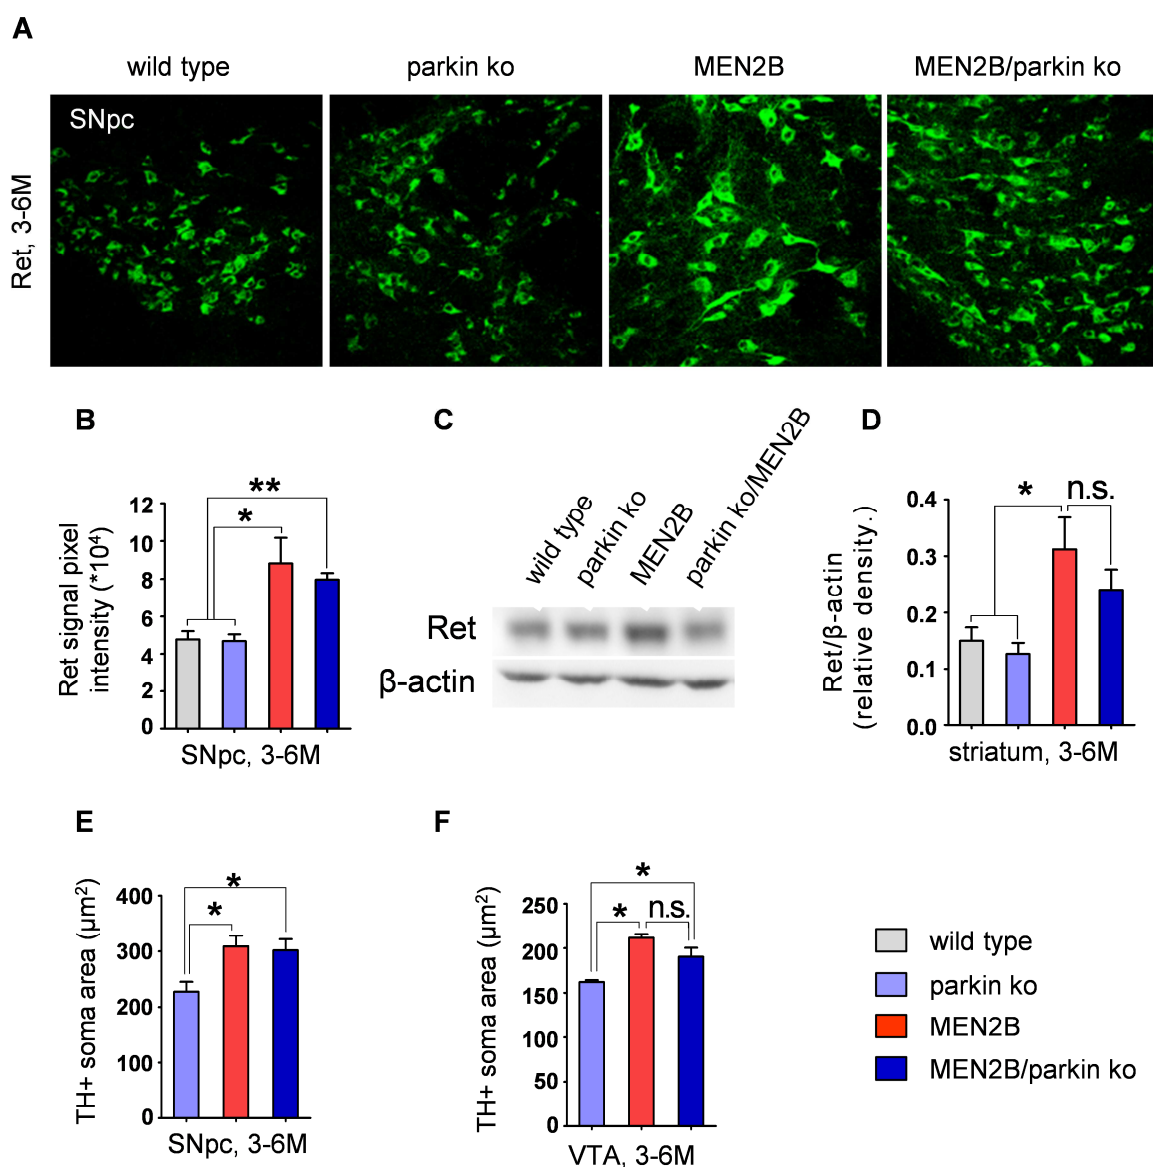 A
wild type
parkin ko
MEN2B
MEN2B/parkin ko
SNpc
Ret, 3-6M
B
Ret signal pixel
intensity (*10⁴)
12
10
8
6
4
2
0
**
*
SNpc, 3-6M
C
wild type
parkin ko
MEN2B
parkin ko/MEN2B
Ret
β-actin
D
Ret/β-actin
(relative density.)
0.4
0.3
0.2
0.1
0.0
*
n.s.
striatum, 3-6M
E
TH+ soma area (µm²)
400
300
200
100
0
*
*
SNpc, 3-6M
F
TH+ soma area (µm²)
250
200
150
100
50
0
*
*
n.s.
VTA, 3-6M
wild type
parkin ko
MEN2B
MEN2B/parkin ko